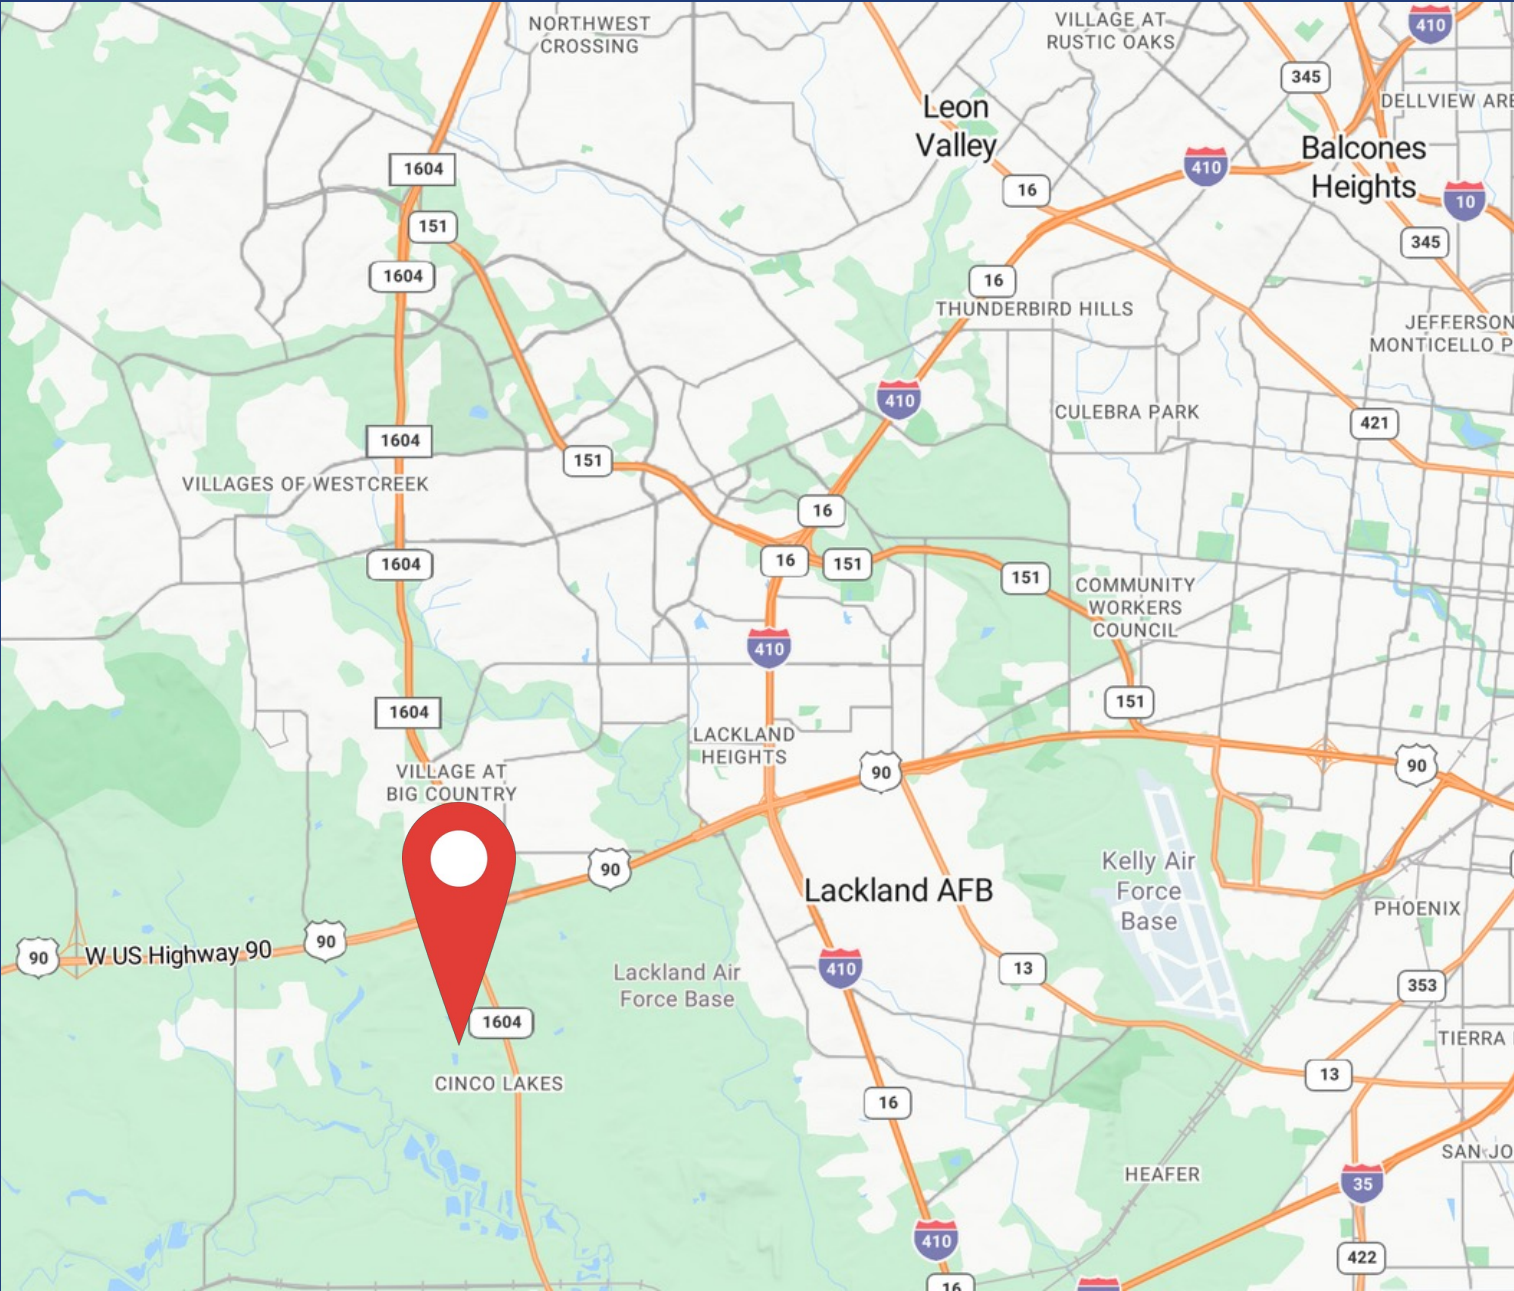 NORTHWEST
CROSSING
VILLAGE AT
RUSTIC OAKS
410
345
DELLVIEW ARE
Leon
Valley
Balcones
Heights
1604
16
410
10
151
345
1604
16
THUNDERBIRD HILLS
JEFFERSON
MONTICELLO P
410
CULEBRA PARK
421
1604
151
VILLAGES OF WESTCREEK
16
1604
16
151
151
COMMUNITY
WORKERS
COUNCIL
410
1604
151
LACKLAND
HEIGHTS
VILLAGE AT
BIG COUNTRY
90
90
90
Kelly Air
Force
Base
Lackland AFB
PHOENIX
90
W US Highway 90
90
Lackland Air
Force Base
410
13
353
1604
TIERRA
13
CINCO LAKES
16
SAN JO
HEAFER
35
410
422
16